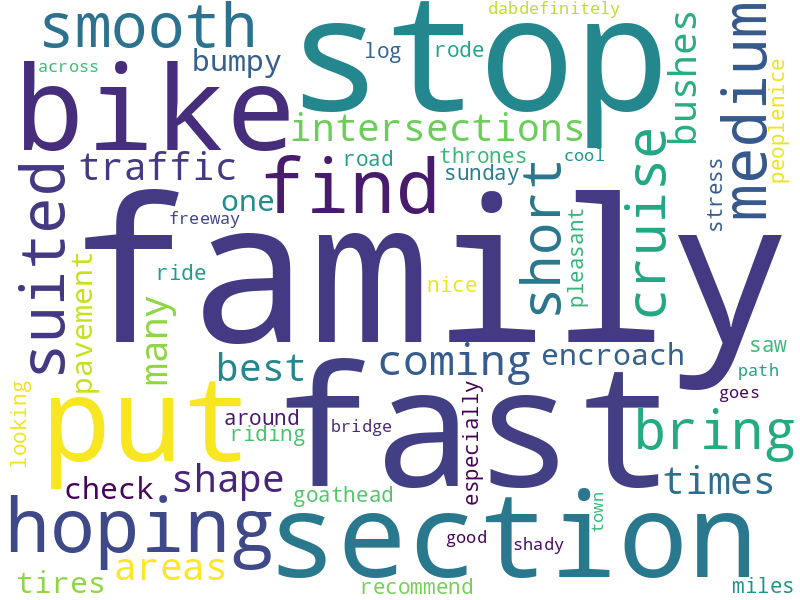 dabdefinitely
smooth
stop
log
rode
bumpy
across
bike
bushes
medium
peoplenice
intersections
traffic
road
thrones
cool
find
sunday
stress
suited
one
short
cruise
freeway
family
pleasant
ride
nice
pavement
many
best
coming
encroach
saw
path
goes
looking
put
fast
around
riding
bridge
especially
bring
check
shape
goathead
times
hoping
section
town
good
shady
areas
tires
recommend
miles